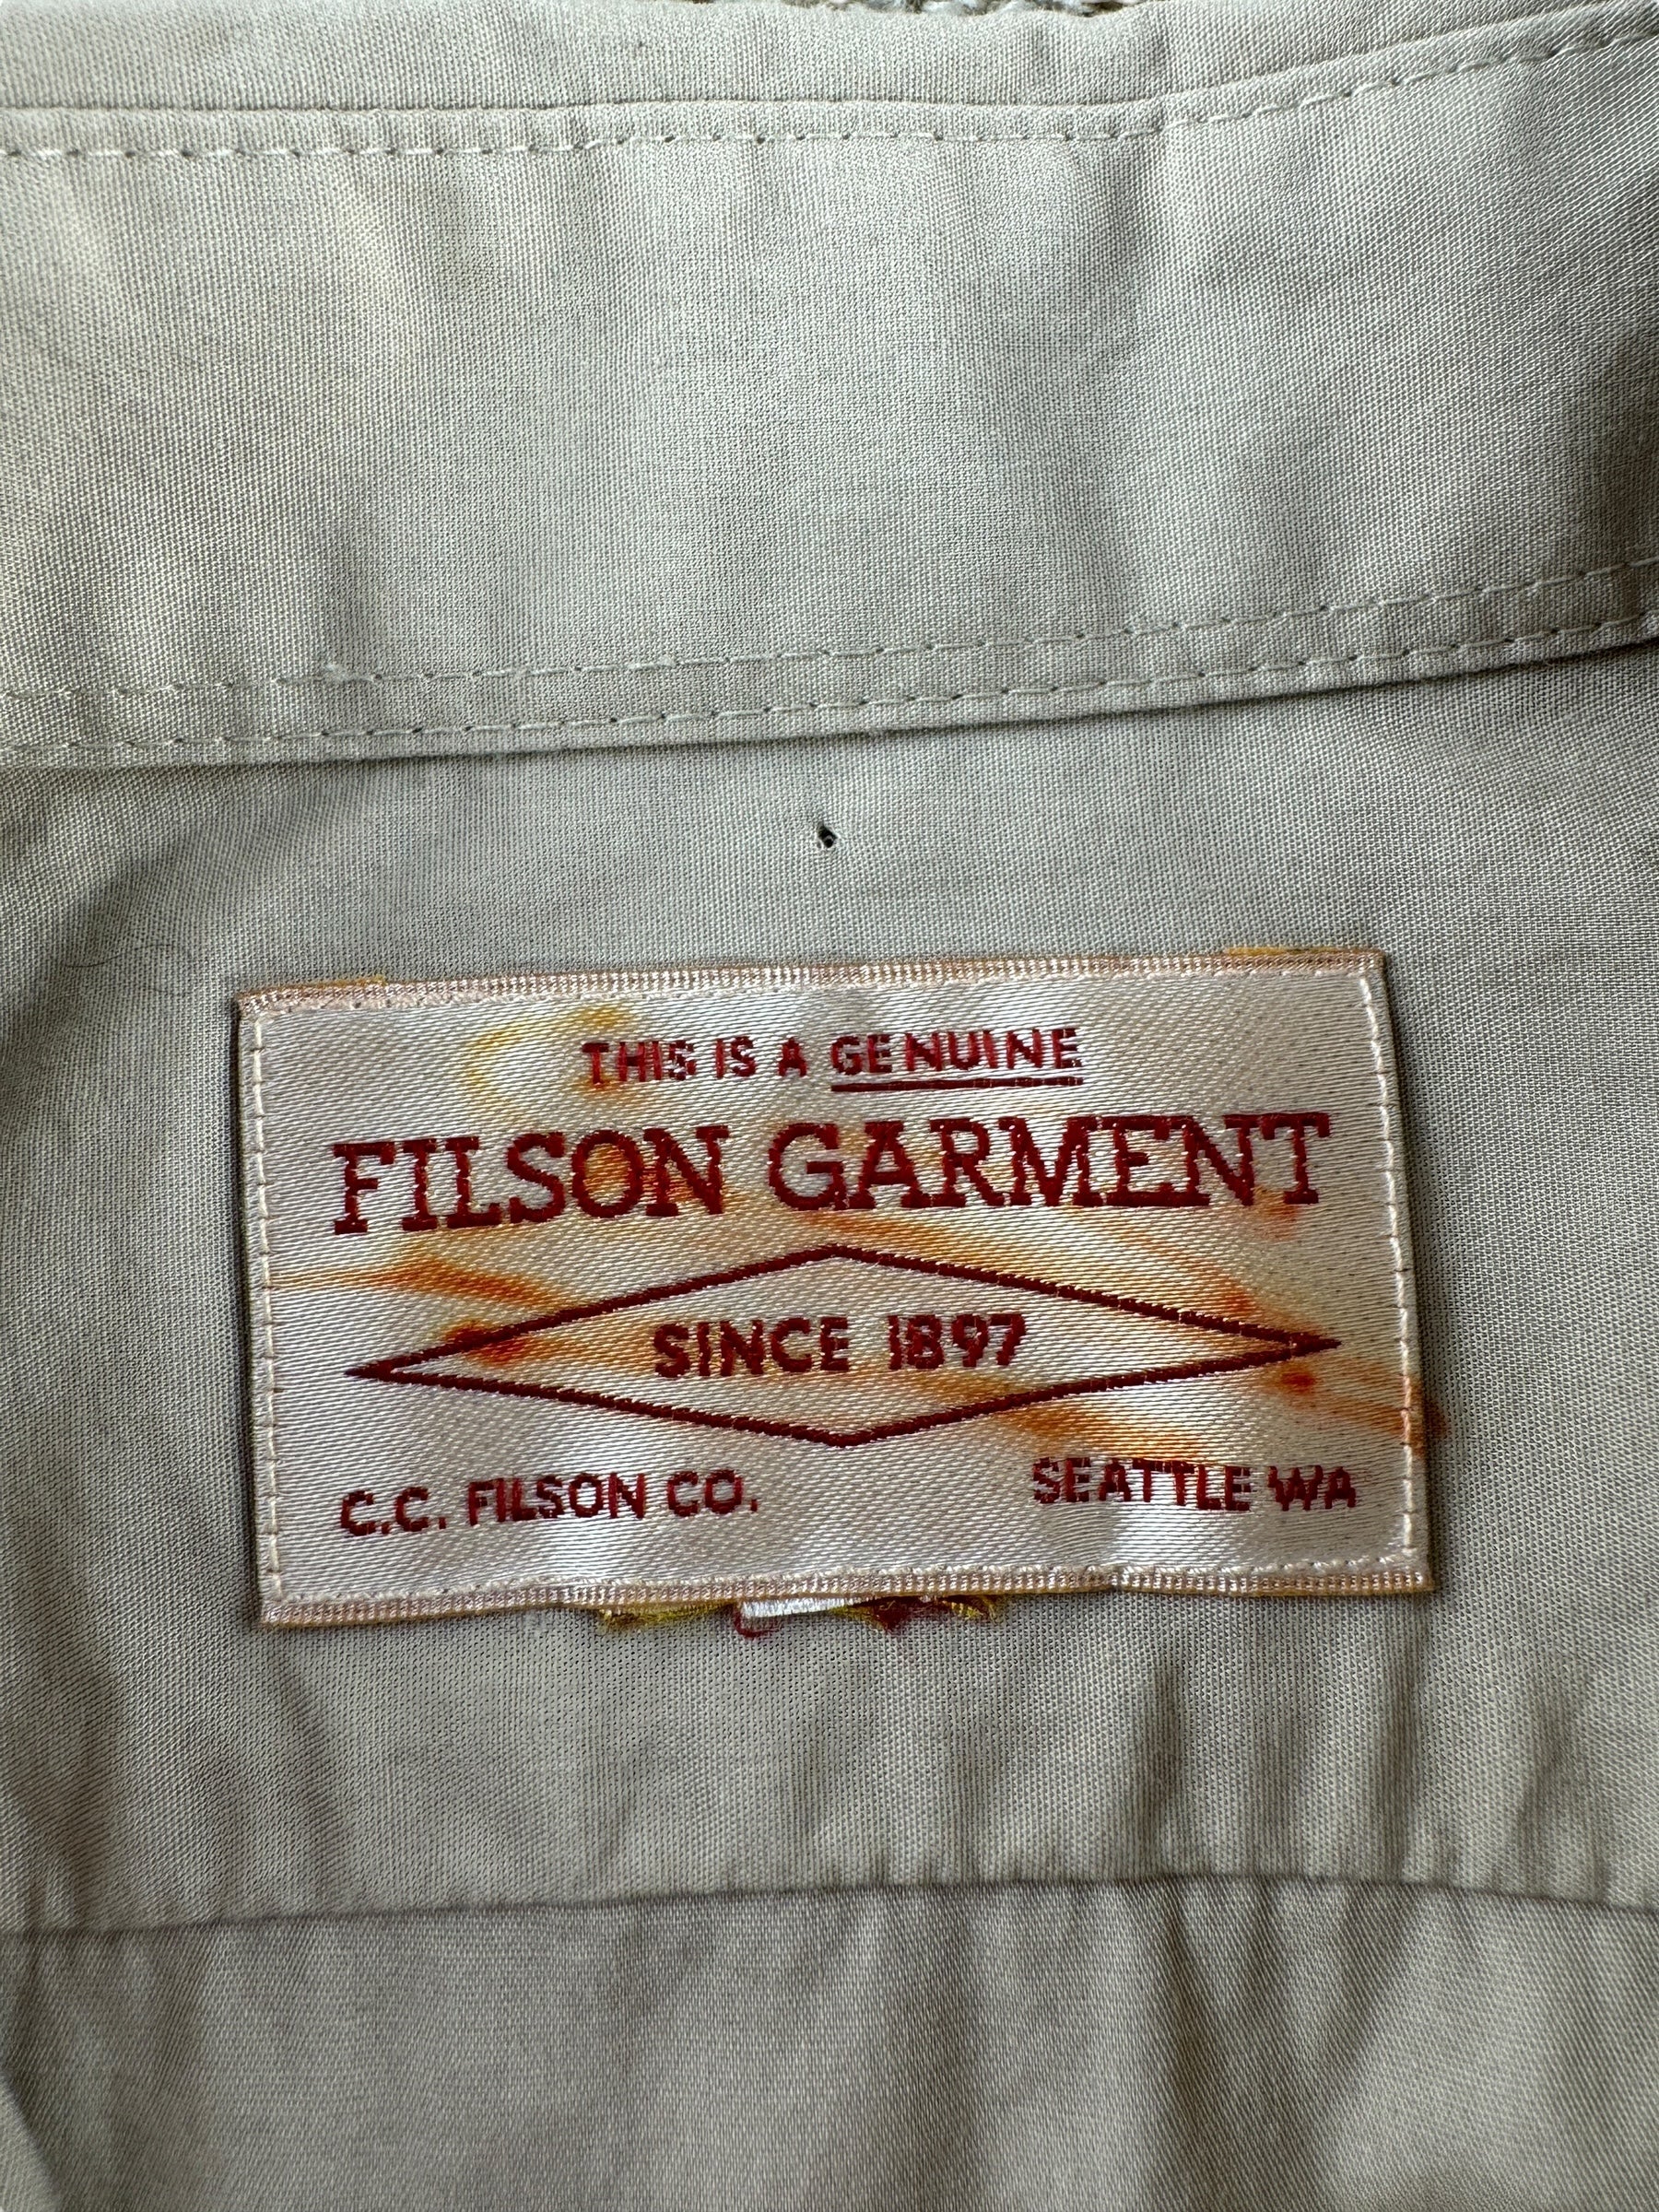 THIS IS A GENUINE
FILSON GARMENT
SINCE 1897
C.C. FILSON CO. SEATTLE WA